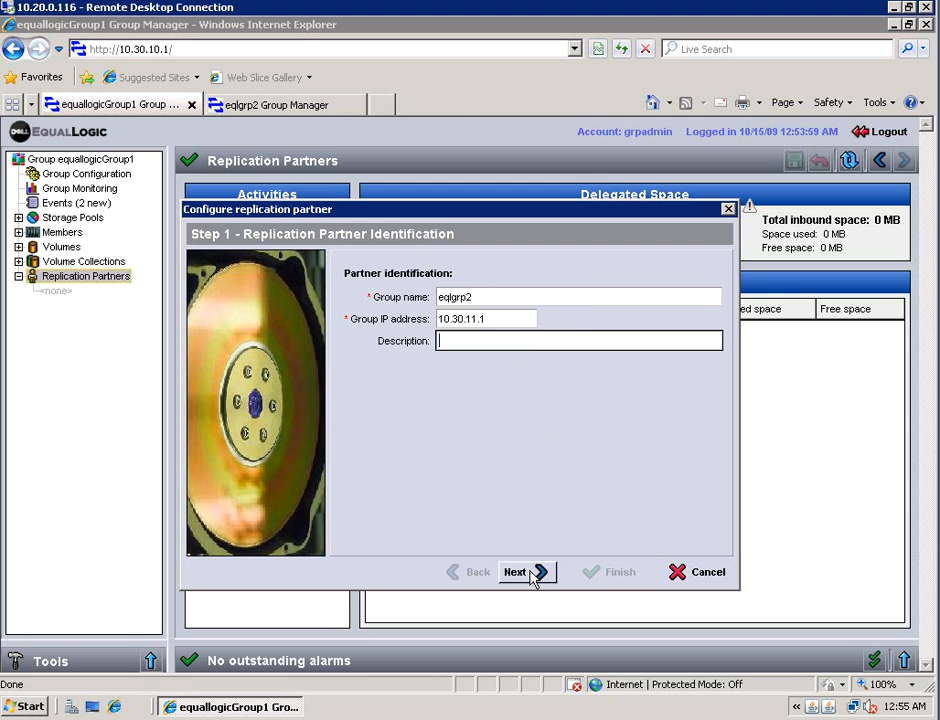 10.20.0.116 - Remote Desktop Connection
equallogicGroup1 Group Manager - Windows Internet Explorer
http://10.30.10.1/
Live Search
Favorites
Suggested Sites
Web Slice Gallery
equallogicGroup1 Group ...
eqlgrp2 Group Manager
Page
Safety
Tools
DELL EQUALLOGIC
Account: grpadmin
Logged in 10/15/09 12:53:59 AM
Logout
Group equallogicGroup1
Group Configuration
Group Monitoring
Events (2 new)
Storage Pools
Members
Volumes
Volume Collections
Replication Partners
<none>
Replication Partners
Activities
Delegated Space
Total inbound space: 0 MB
Space used: 0 MB
Free space: 0 MB
ed space
Free space
Configure replication partner
Step 1 - Replication Partner Identification
Partner identification:
* Group name: eqlgrp2
* Group IP address: 10.30.11.1
Description:
Back
Next
Finish
Cancel
Tools
No outstanding alarms
Done
Internet | Protected Mode: Off
100%
Start
equallogicGroup1 Gro...
12:55 AM